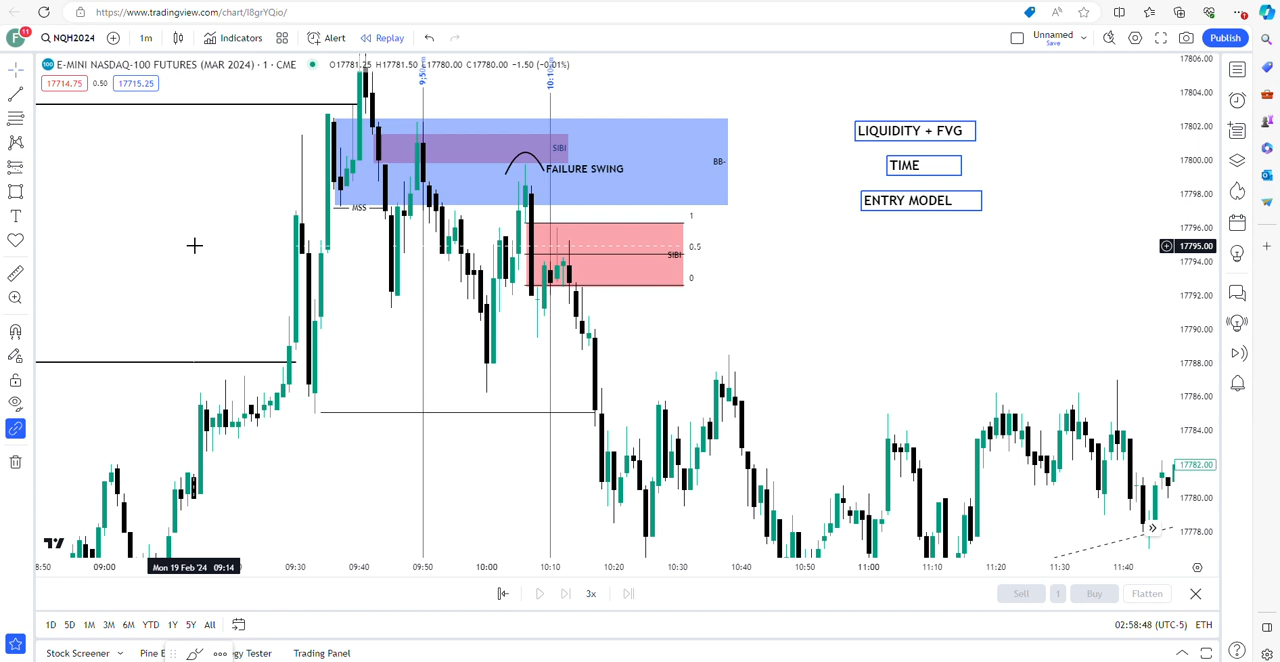 https://www.tradingview.com/chart/I8grYQio/
F 11 NQH2024 1m Indicators Alert Replay Unnamed Save Publish
E-MINI NASDAQ-100 FUTURES (MAR 2024) · 1 · CME H17781.50 C17780.00 −1.50 (−0.01%)
17714.75 0.50 17715.25
10:10am
LIQUIDITY + FVG
TIME
ENTRY MODEL
SIBI
BB-
FAILURE SWING
MSS
1
0.5
SIBI
0
17806.00
17804.00
17802.00
17800.00
17798.00
17796.00
17795.00
17794.00
17792.00
17790.00
17788.00
17786.00
17784.00
17782.00
17780.00
17778.00
:50 09:00 Mon 19 Feb '24 09:14 09:30 09:40 09:50 10:00 10:10 10:20 10:30 10:40 10:50 11:00 11:10 11:20 11:30 11:40
3x Sell 1 Buy Flatten
1D 5D 1M 3M 6M YTD 1Y 5Y All 02:58:48 (UTC-5) ETH
Stock Screener Pine E gy Tester Trading Panel